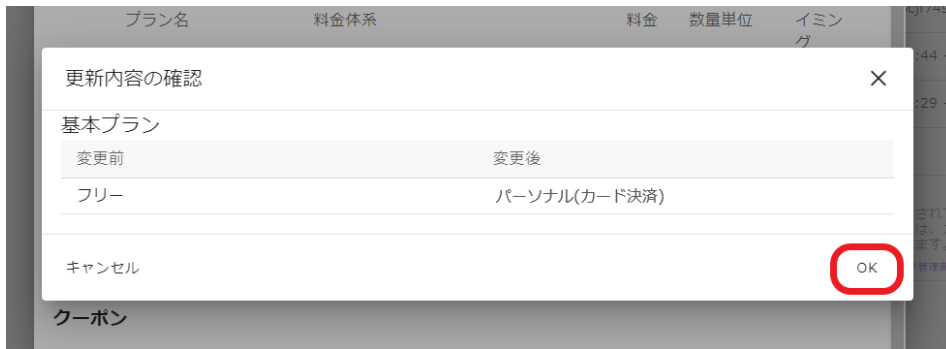 プラン名 料金体系 料金 数量単位 イミン
グ
:44
更新内容の確認
:29
基本プラン
変更前 変更後
フリー パーソナル(カード決済)
キャンセル OK
クーポン